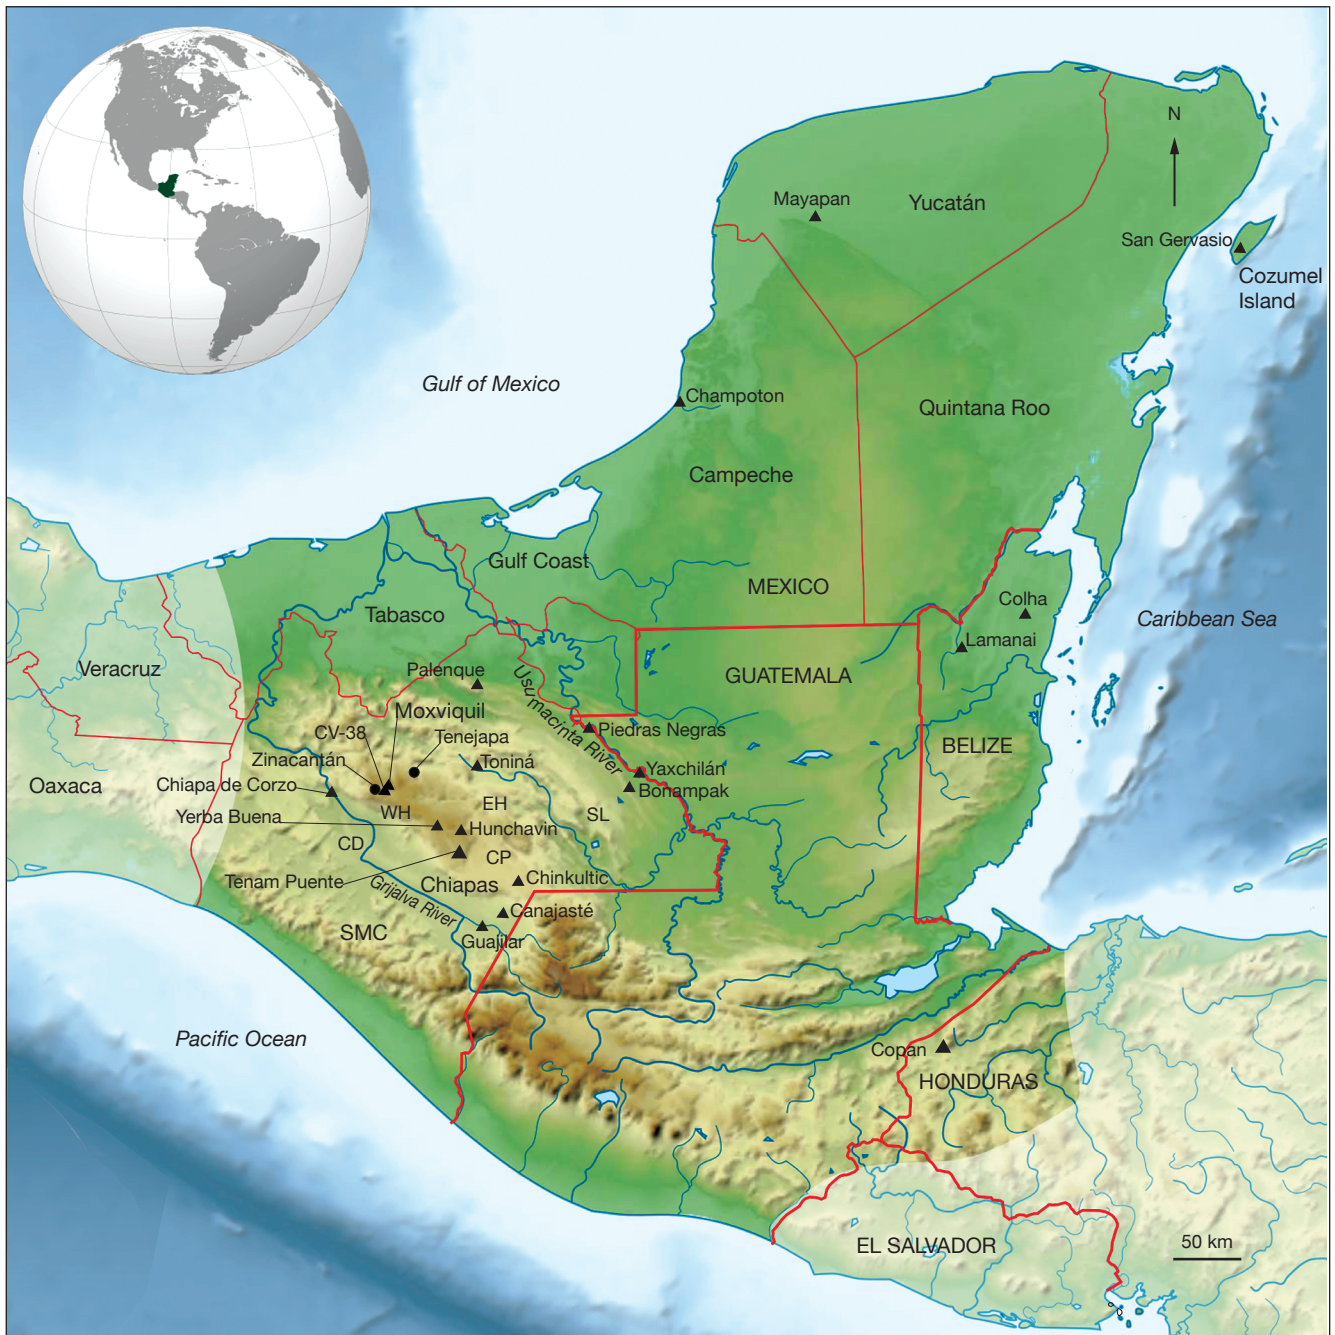 N
Mayapan
Yucatán
San Gervasio
Cozumel
Island
Gulf of Mexico
Champoton
Quintana Roo
Campeche
Gulf Coast
MEXICO
Colha
Tabasco
Caribbean Sea
Lamanai
Veracruz
Palenque
GUATEMALA
Usumacinta River
Moxviquil
CV-38
Tenejapa
Piedras Negras
BELIZE
Zinacantán
Toniná
Yaxchilán
Oaxaca
Chiapa de Corzo
Bonampak
EH
WH
SL
Yerba Buena
Hunchavin
CD
CP
Tenam Puente
Chiapas
Chinkultic
Grijalva River
Canajasté
SMC
Guajilar
Pacific Ocean
Copan
HONDURAS
EL SALVADOR
50 km